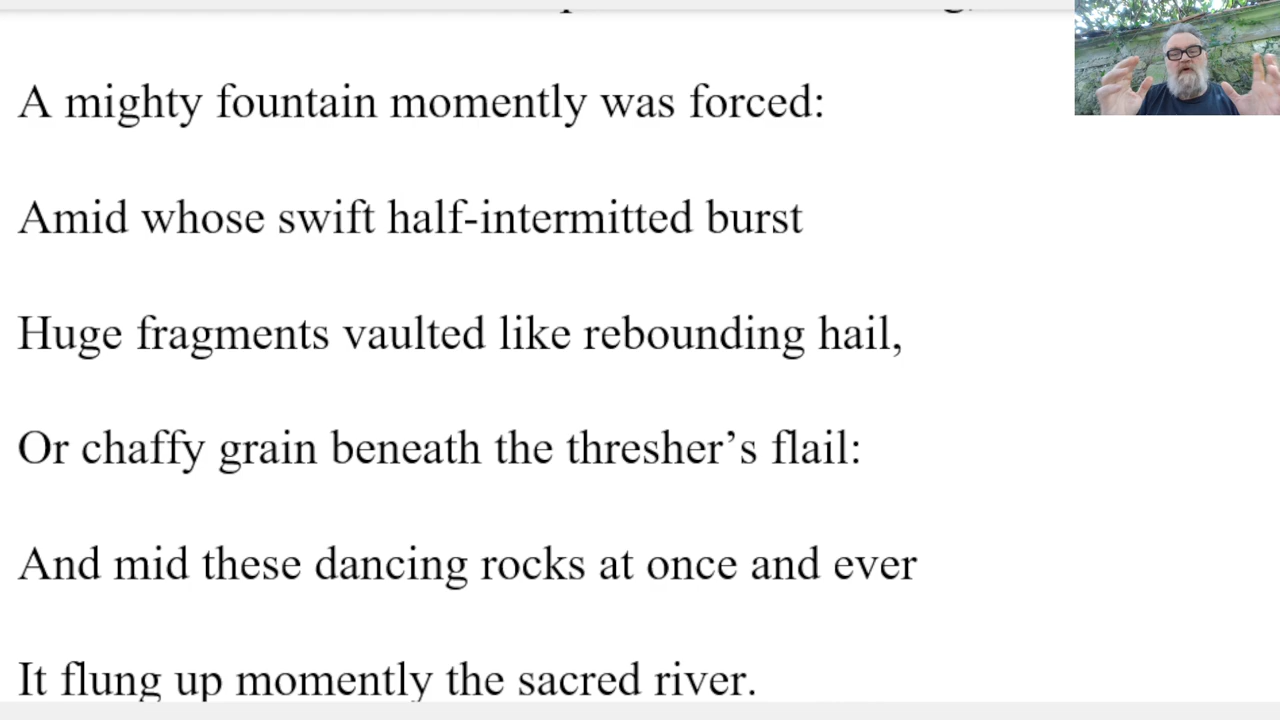 A mighty fountain momently was forced:
Amid whose swift half-intermitted burst
Huge fragments vaulted like rebounding hail,
Or chaffy grain beneath the thresher’s flail:
And mid these dancing rocks at once and ever
It flung up momently the sacred river.